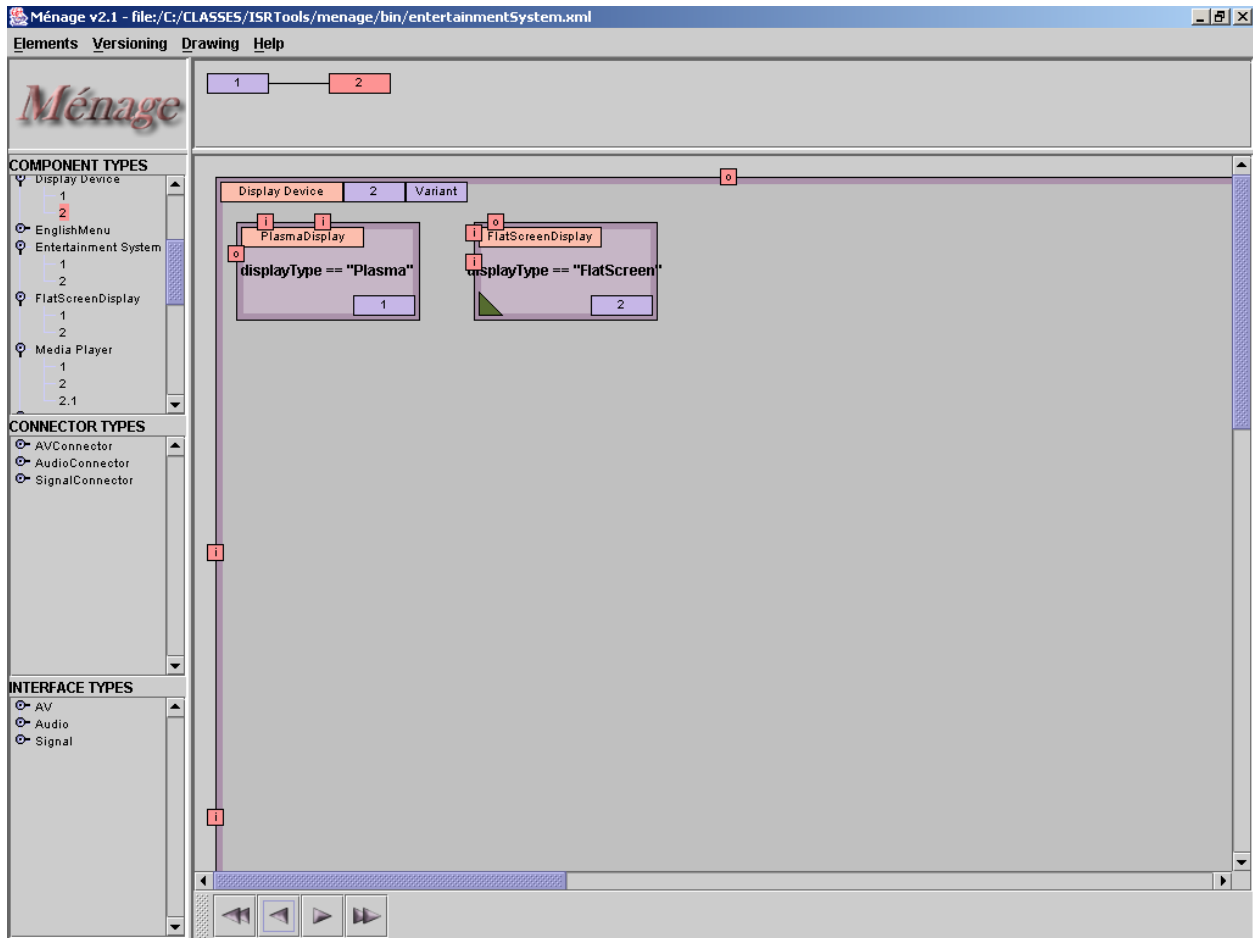 Ménage v2.1 - file:/C:/CLASSES/ISRTools/menage/bin/entertainmentSystem.xml
Elements Versioning Drawing Help
Ménage
1 2
COMPONENT TYPES
Display Device
1
2
EnglishMenu
Entertainment System
1
2
FlatScreenDisplay
1
2
Media Player
1
2
2.1
CONNECTOR TYPES
AVConnector
AudioConnector
SignalConnector
INTERFACE TYPES
AV
Audio
Signal
o
Display Device 2 Variant
i i
PlasmaDisplay
o
displayType == "Plasma"
1
o
i FlatScreenDisplay
i
displayType == "FlatScreen"
2
i
i